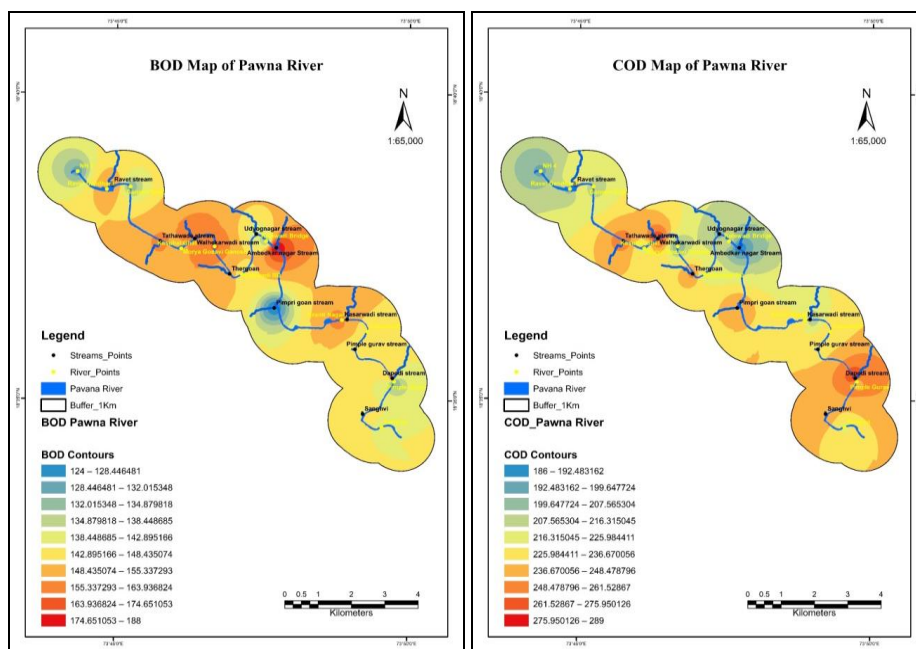 BOD Map of Pawna River
N
1:65,000
Ravet stream
Udyognagar stream
Tathawade stream
Walhekarwadi stream
Ambedkar nagar Stream
Thergoan
Pimpri goan stream
Kasarwadi stream
Pimple gurav stream
Dapodi stream
Sanghvi
Legend
Streams_Points
River_Points
Pavana River
Buffer_1Km
BOD Pawna River
BOD Contours
124 – 128.446481
128.446481 – 132.015348
132.015348 – 134.879818
134.879818 – 138.448685
138.448685 – 142.895166
142.895166 – 148.435074
148.435074 – 155.337293
155.337293 – 163.936824
163.936824 – 174.651053
174.651053 – 188
0 0.5 1 2 3 4
Kilometers
COD Map of Pawna River
N
1:65,000
Ravet stream
Udyognagar stream
Tathawade stream
Walhekarwadi stream
Ambedkar nagar Stream
Thergoan
Pimpri goan stream
Kasarwadi stream
Pimple gurav stream
Dapodi stream
Pimple Gurav
Sanghvi
Legend
Streams_Points
River_Points
Pavana River
Buffer_1Km
COD_Pawna River
COD Contours
186 – 192.483162
192.483162 – 199.647724
199.647724 – 207.565304
207.565304 – 216.315045
216.315045 – 225.984411
225.984411 – 236.670056
236.670056 – 248.478796
248.478796 – 261.52867
261.52867 – 275.950126
275.950126 – 289
0 0.5 1 2 3 4
Kilometers